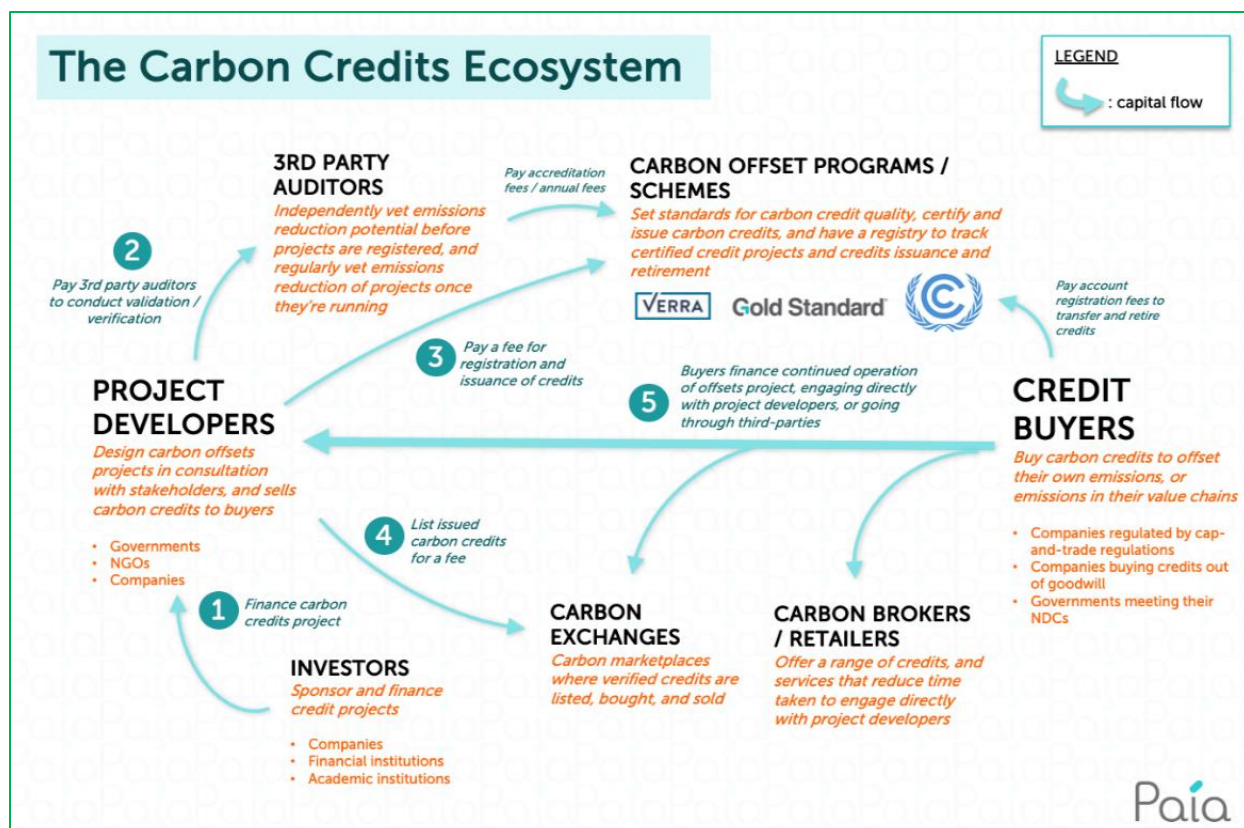 The Carbon Credits Ecosystem
LEGEND
: capital flow
3RD PARTY
AUDITORS
Independently vet emissions
reduction potential before
projects are registered, and
regularly vet emissions
reduction of projects once
they're running
Pay accreditation
fees / annual fees
CARBON OFFSET PROGRAMS /
SCHEMES
Set standards for carbon credit quality, certify and
issue carbon credits, and have a registry to track
certified credit projects and credits issuance and
retirement
VERRA
Gold Standard
C
2
Pay 3rd party auditors
to conduct validation /
verification
Pay account
registration fees to
transfer and retire
credits
3
Pay a fee for
registration and
issuance of credits
5
Buyers finance continued operation
of offsets project, engaging directly
with project developers, or going
through third-parties
PROJECT
DEVELOPERS
Design carbon offsets
projects in consultation
with stakeholders, and sells
carbon credits to buyers
• Governments
• NGOs
• Companies
CREDIT
BUYERS
Buy carbon credits to offset
their own emissions, or
emissions in their value chains
• Companies regulated by cap-
and-trade regulations
• Companies buying credits out
of goodwill
• Governments meeting their
NDCs
4
List issued
carbon credits
for a fee
1
Finance carbon
credits project
INVESTORS
Sponsor and finance
credit projects
• Companies
• Financial institutions
• Academic institutions
CARBON
EXCHANGES
Carbon marketplaces
where verified credits are
listed, bought, and sold
CARBON BROKERS
/ RETAILERS
Offer a range of credits, and
services that reduce time
taken to engage directly
with project developers
Paia